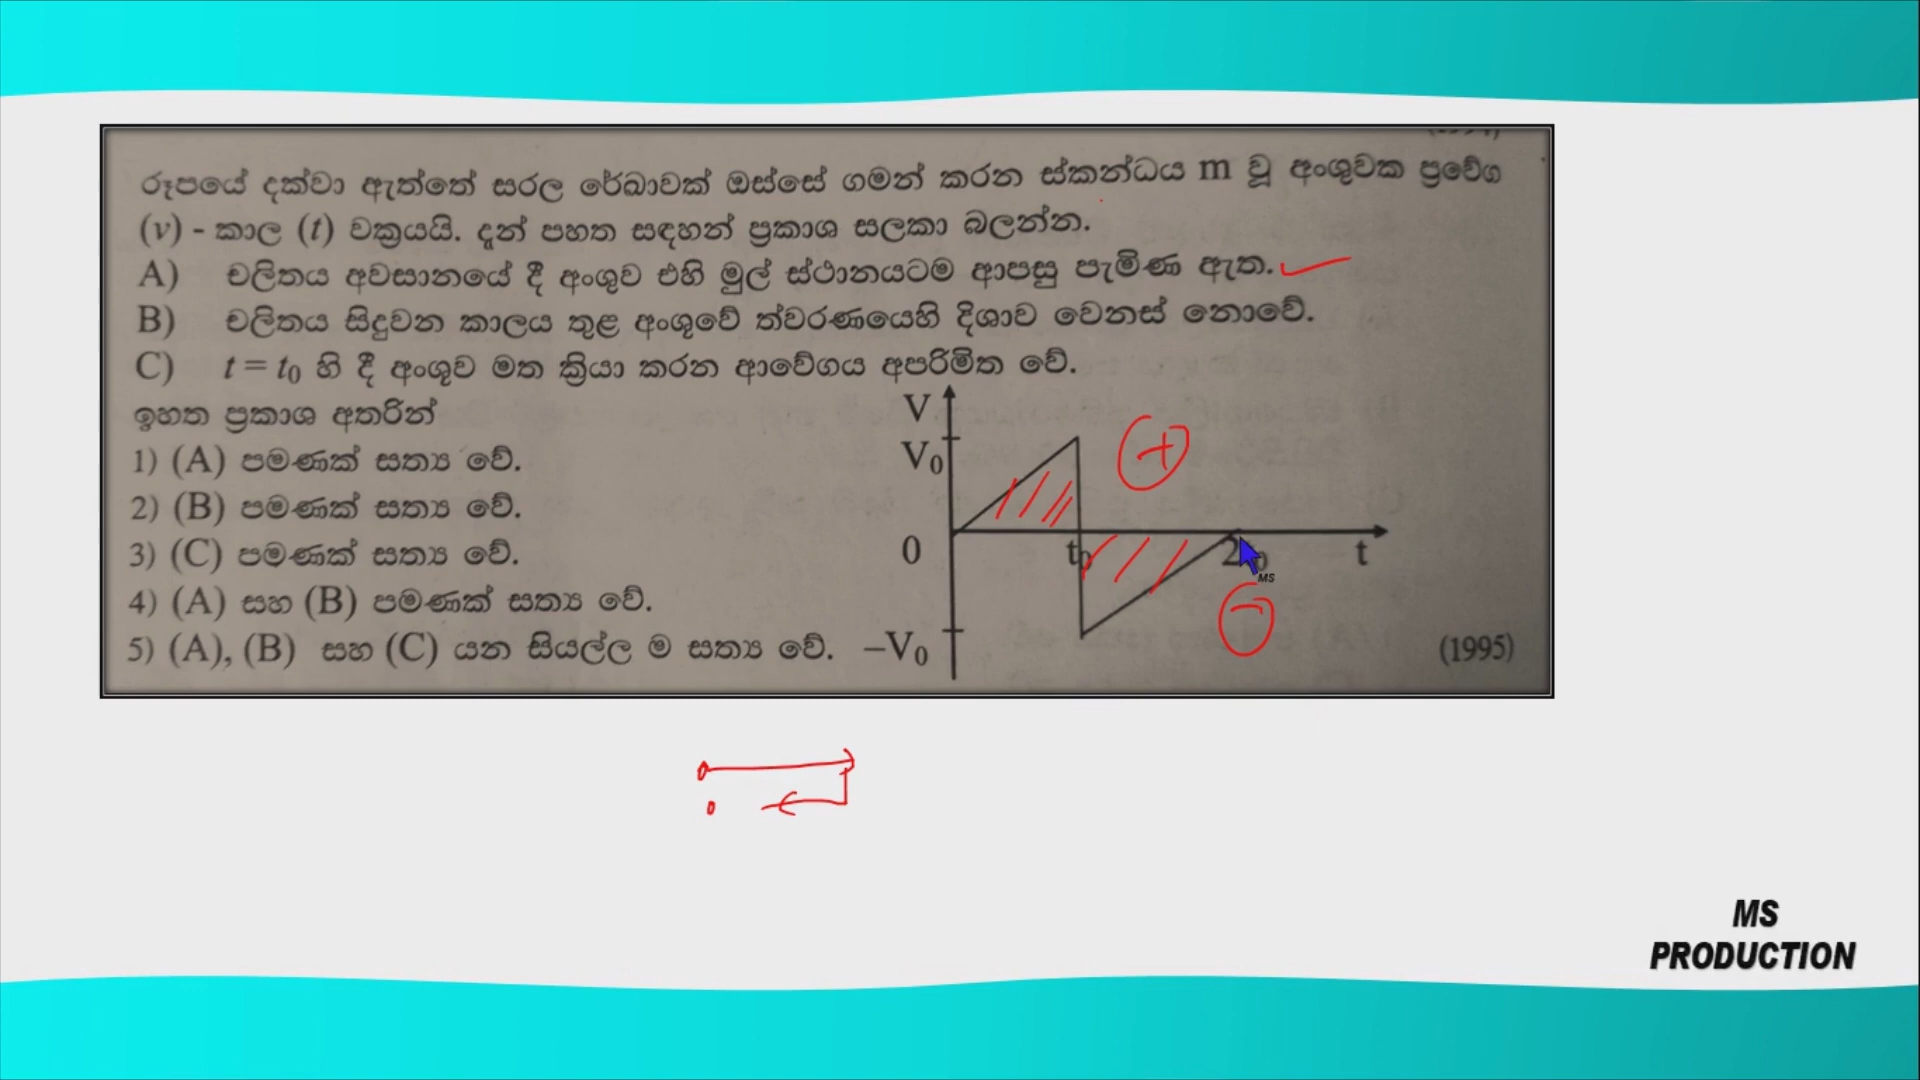 රූපයේ දක්වා ඇත්තේ සරල රේඛාවක් ඔස්සේ ගමන් කරන ස්කන්ධය m වූ අංශුවක ප්‍රවේග
(v) - කාල (t) වක්‍රයයි. දූන් පහත සඳහන් ප්‍රකාශ සලකා බලන්න.
A) චලිතය අවසානයේ දී අංශුව එහි මුල් ස්ථානයටම ආපසු පැමිණ ඇත.
B) චලිතය සිදුවන කාලය තුළ අංශුවේ ත්වරණයෙහි දිශාව වෙනස් නොවේ.
C) t = t0 හි දී අංශුව මත ක්‍රියා කරන ආවේගය අපරිමිත වේ.
ඉහත ප්‍රකාශ අතරින්
1) (A) පමණක් සත්‍ය වේ.
2) (B) පමණක් සත්‍ය වේ.
3) (C) පමණක් සත්‍ය වේ.
4) (A) සහ (B) පමණක් සත්‍ය වේ.
5) (A), (B) සහ (C) යන සියල්ල ම සත්‍ය වේ.
V
V0
+
0
t0
2t0
t
−
–V0
(1995)
MS
MS
PRODUCTION